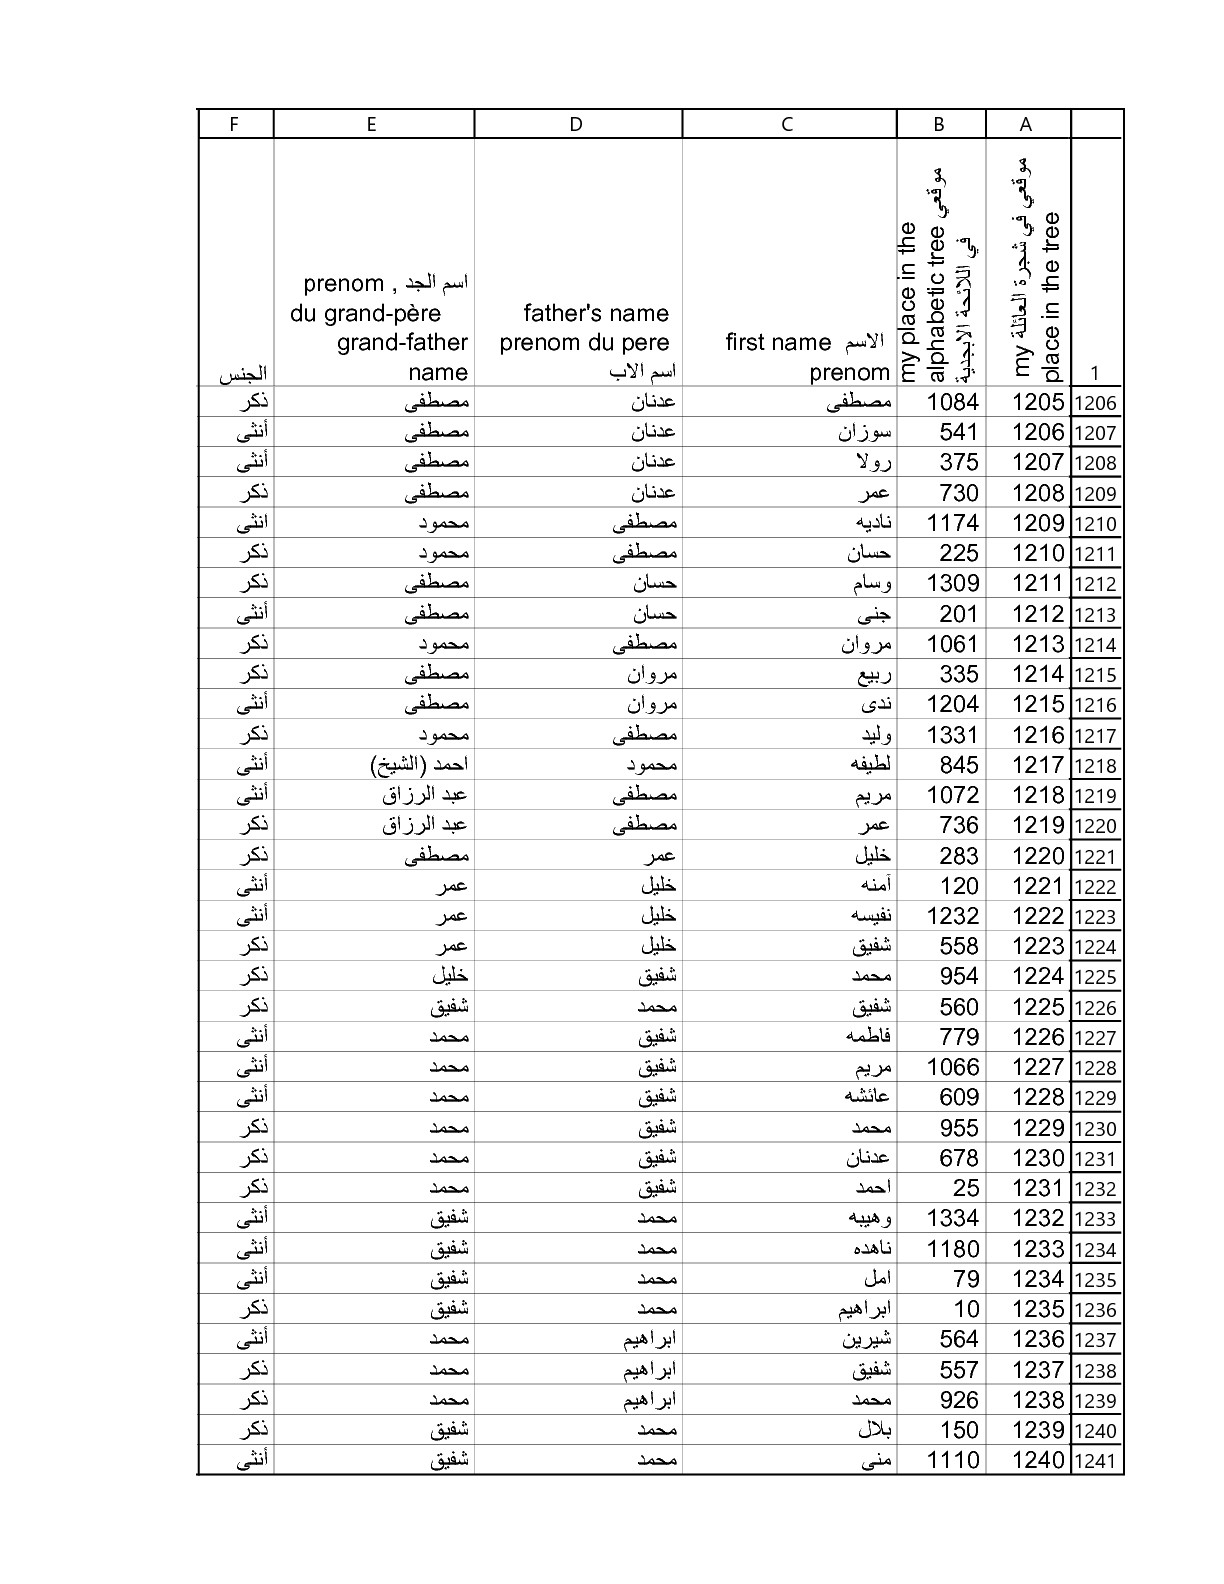 A B C D E F
1
موقعي في شجرة العائلة my
place in the tree
my place in the
alphabetic tree موقعي
في اللائحة الابجدية
first name الاسم
prenom
father's name
prenom du pere
اسم الاب
prenom , اسم الجد
du grand-père
grand-father
name
الجنس
1206 1205 1084 مصطفى عدنان مصطفى ذكر
1207 1206 541 سوزان عدنان مصطفى أنثى
1208 1207 375 رولا عدنان مصطفى أنثى
1209 1208 730 عمر عدنان مصطفى ذكر
1210 1209 1174 ناديه مصطفى محمود انثى
1211 1210 225 حسان مصطفى محمود ذكر
1212 1211 1309 وسام حسان مصطفى ذكر
1213 1212 201 جنى حسان مصطفى أنثى
1214 1213 1061 مروان مصطفى محمود ذكر
1215 1214 335 ربيع مروان مصطفى ذكر
1216 1215 1204 ندى مروان مصطفى أنثى
1217 1216 1331 وليد مصطفى محمود ذكر
1218 1217 845 لطيفه محمود احمد (الشيخ) أنثى
1219 1218 1072 مريم مصطفى عبد الرزاق أنثى
1220 1219 736 عمر مصطفى عبد الرزاق ذكر
1221 1220 283 خليل عمر مصطفى ذكر
1222 1221 120 آمنه خليل عمر أنثى
1223 1222 1232 نفيسه خليل عمر أنثى
1224 1223 558 شفيق خليل عمر ذكر
1225 1224 954 محمد شفيق خليل ذكر
1226 1225 560 شفيق محمد شفيق ذكر
1227 1226 779 فاطمه شفيق محمد أنثى
1228 1227 1066 مريم شفيق محمد أنثى
1229 1228 609 عائشه شفيق محمد أنثى
1230 1229 955 محمد شفيق محمد ذكر
1231 1230 678 عدنان شفيق محمد ذكر
1232 1231 25 احمد شفيق محمد ذكر
1233 1232 1334 وهيبه محمد شفيق أنثى
1234 1233 1180 ناهده محمد شفيق أنثى
1235 1234 79 امل محمد شفيق أنثى
1236 1235 10 ابراهيم محمد شفيق ذكر
1237 1236 564 شيرين ابراهيم محمد أنثى
1238 1237 557 شفيق ابراهيم محمد ذكر
1239 1238 926 محمد ابراهيم محمد ذكر
1240 1239 150 بلال محمد شفيق ذكر
1241 1240 1110 منى محمد شفيق أنثى